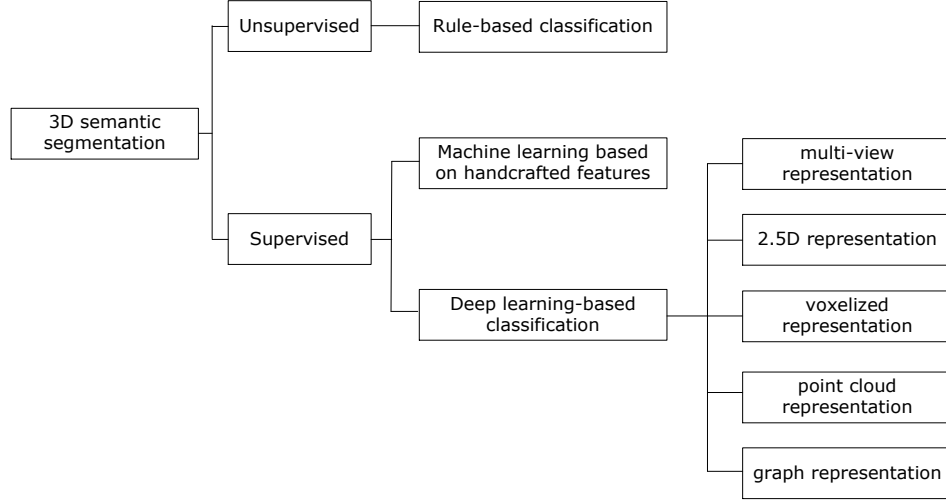 Unsupervised
Rule-based classification
3D semantic
segmentation
Machine learning based
on handcrafted features
multi-view
representation
Supervised
2.5D representation
Deep learning-based
classification
voxelized
representation
point cloud
representation
graph representation